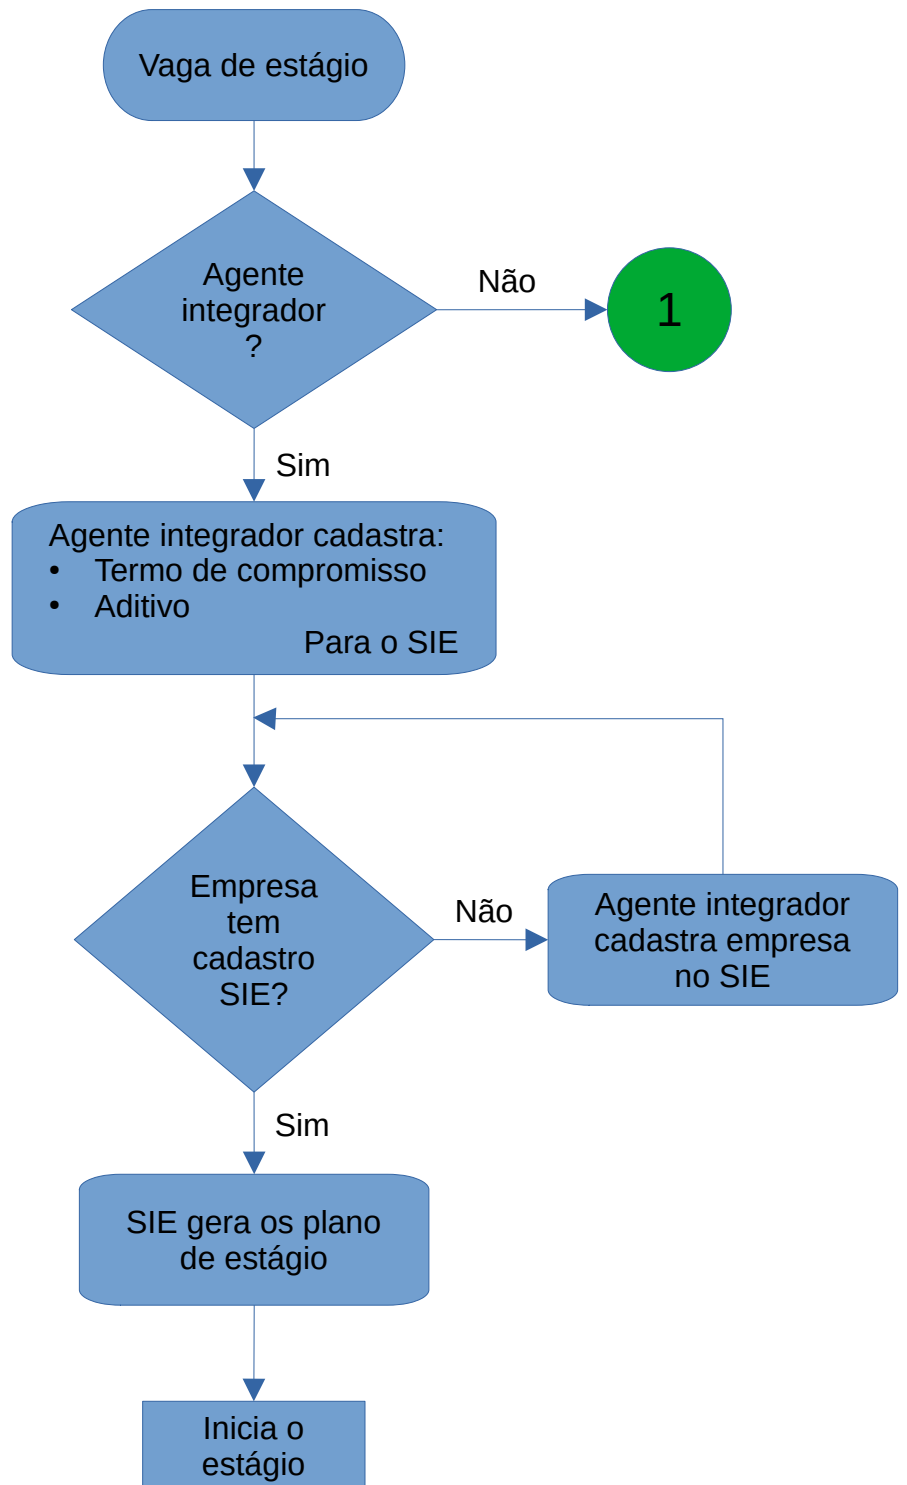 Vaga de estágio
Agente
integrador
?
Não
1
Sim
Agente integrador cadastra:
• Termo de compromisso
• Aditivo
Para o SIE
Empresa
tem
cadastro
SIE?
Não
Agente integrador
cadastra empresa
no SIE
Sim
SIE gera os plano
de estágio
Inicia o
estágio